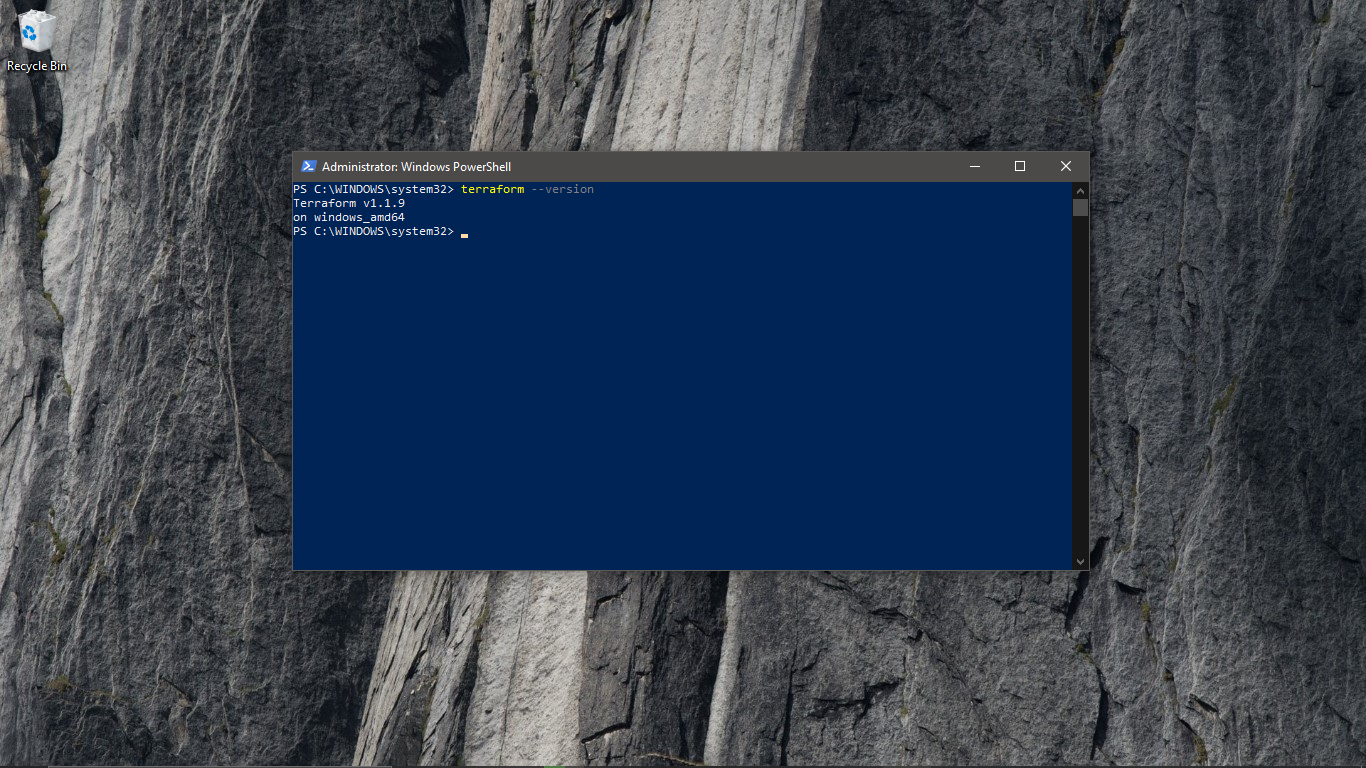 Recycle Bin
Administrator: Windows PowerShell
PS C:\WINDOWS\system32> terraform --version
Terraform v1.1.9
on windows_amd64
PS C:\WINDOWS\system32>